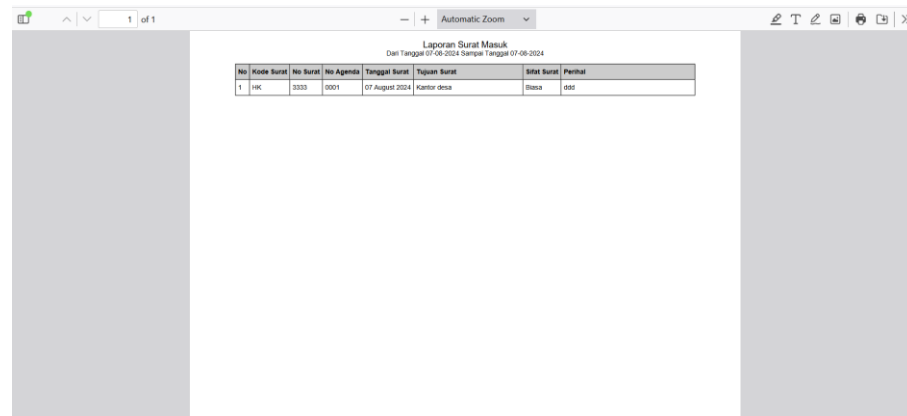 1 of 1
Automatic Zoom
Laporan Surat Masuk
Dari Tanggal 07-08-2024 Sampai Tanggal 07-08-2024
No Kode Surat No Surat No Agenda Tanggal Surat Tujuan Surat Sifat Surat Perihal
1 HK 3333 0001 07 August 2024 Kantor desa Biasa ddd